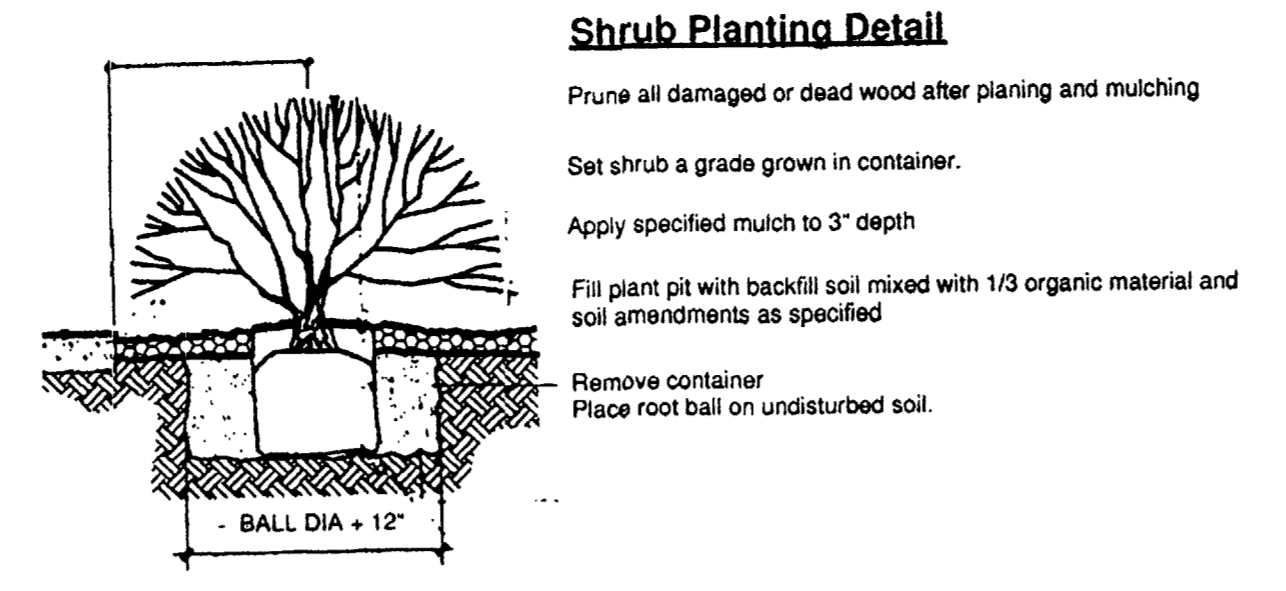 Shrub Planting Detail
Prune all damaged or dead wood after planing and mulching
Set shrub a grade grown in container.
Apply specified mulch to 3" depth
Fill plant pit with backfill soil mixed with 1/3 organic material and
soil amendments as specified
Remove container
Place root ball on undisturbed soil.
- BALL DIA + 12"